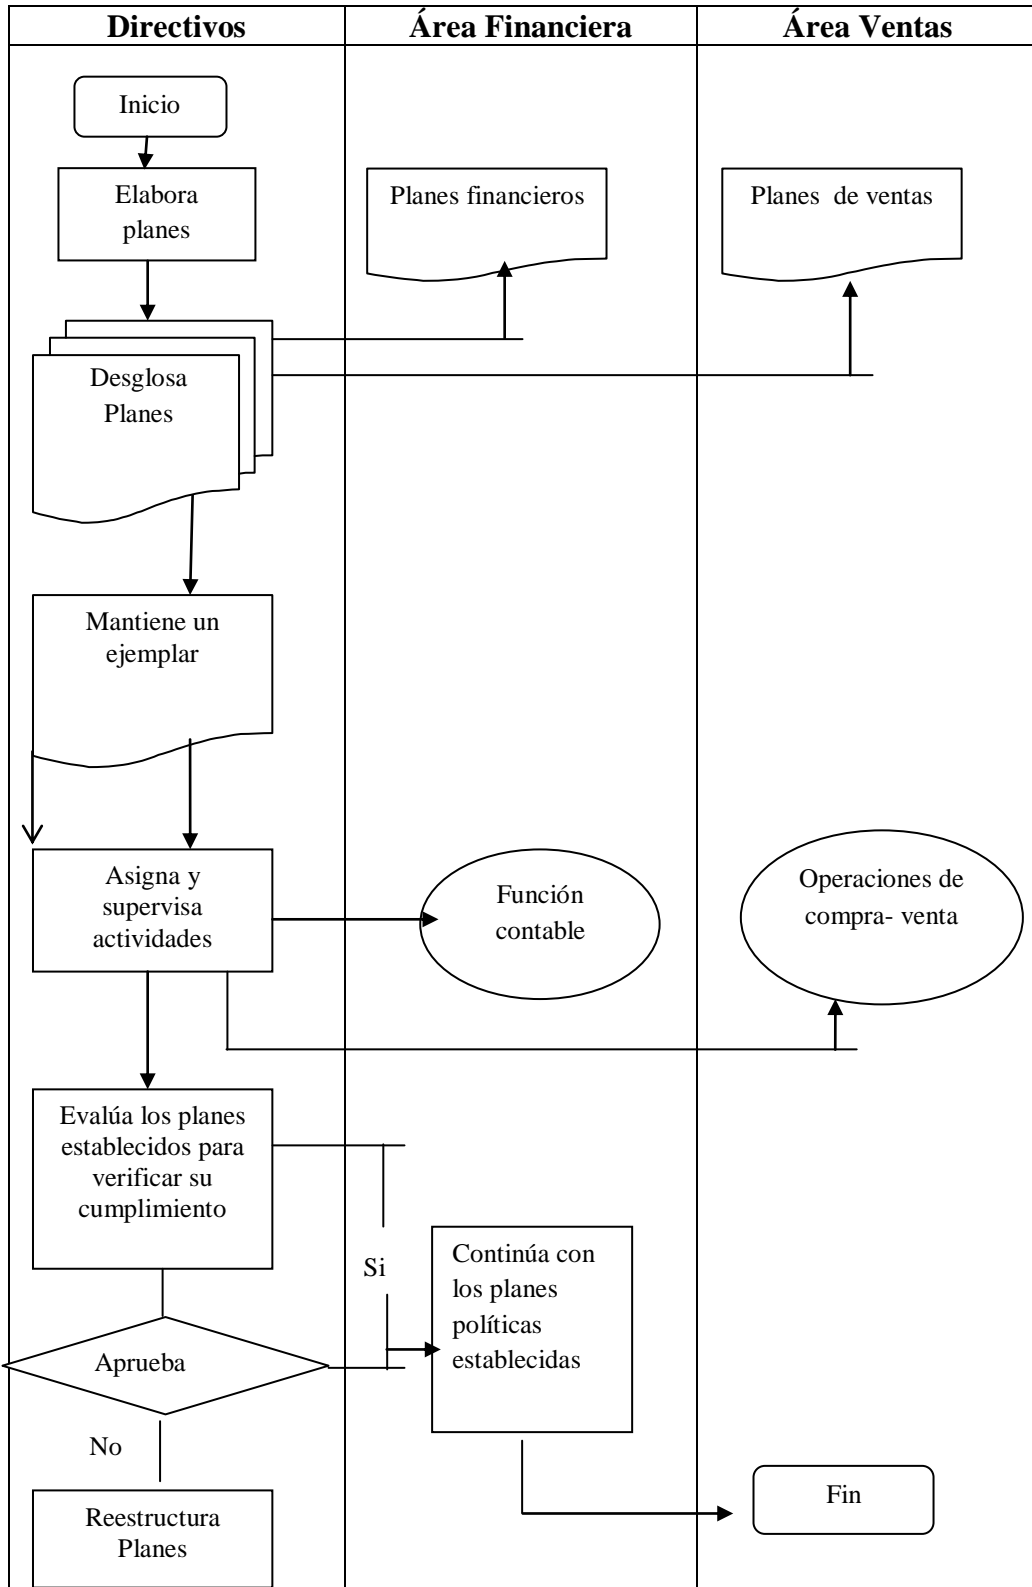 Directivos
Área Financiera
Área Ventas
Inicio
Elabora
planes
Planes financieros
Planes de ventas
Desglosa
Planes
Mantiene un
ejemplar
Asigna y
supervisa
actividades
Función
contable
Operaciones de
compra- venta
Evalúa los planes
establecidos para
verificar su
cumplimiento
Si
Continúa con
los planes
políticas
establecidas
Aprueba
No
Reestructura
Planes
Fin